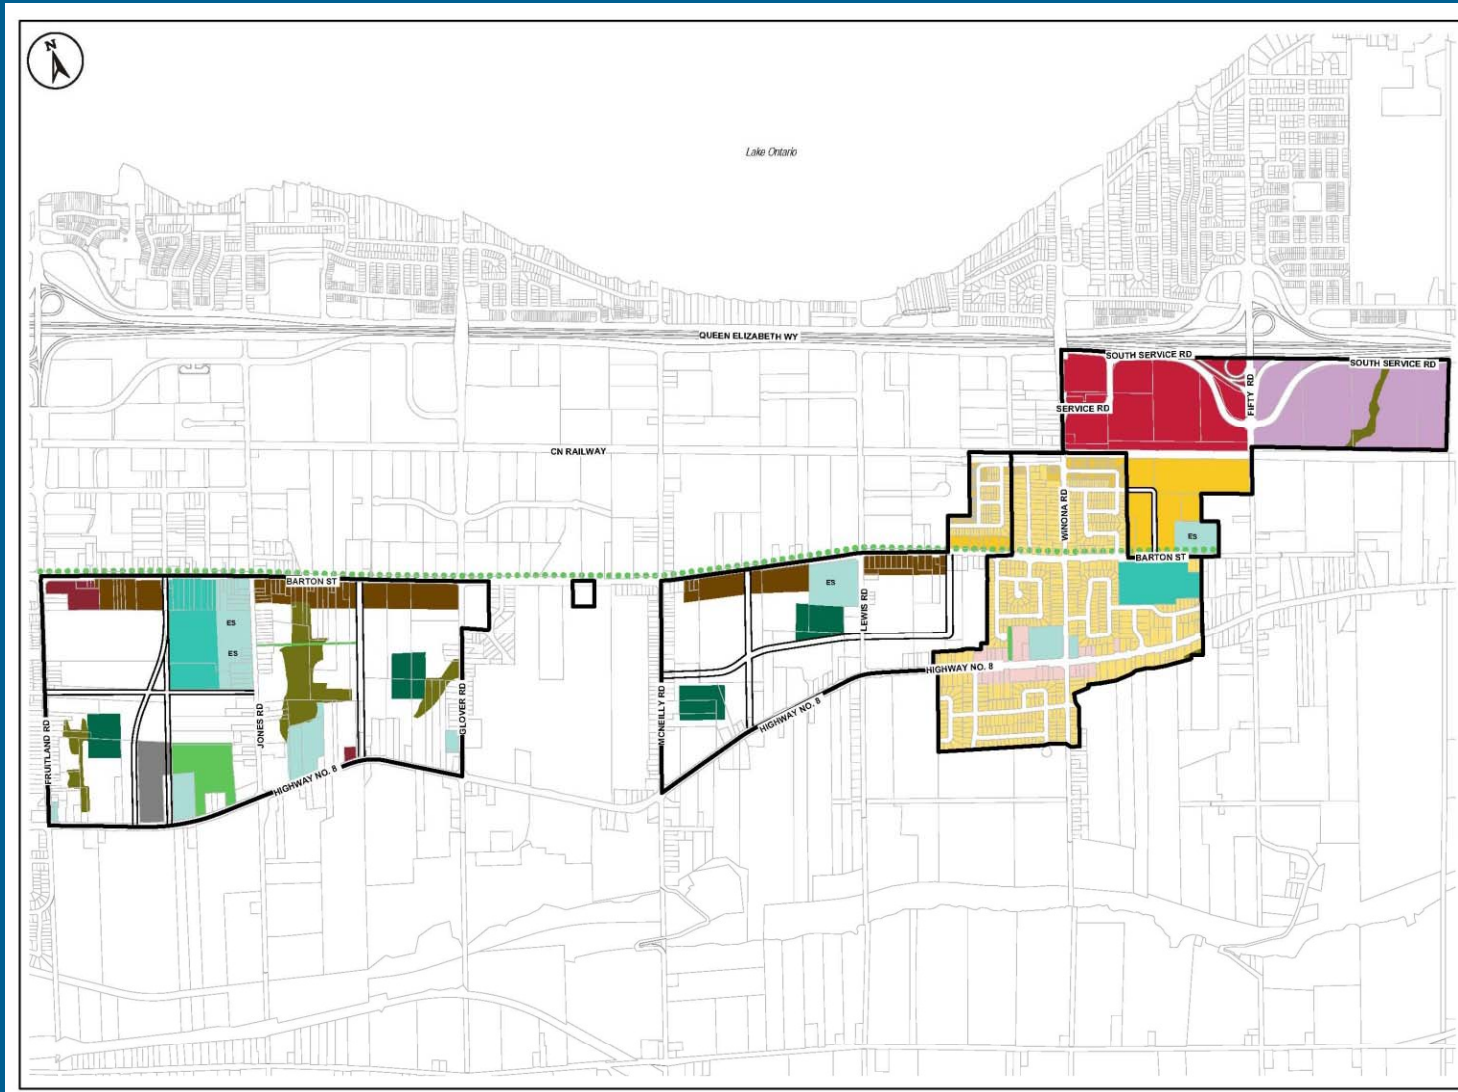 N
Lake Ontario
QUEEN ELIZABETH WY
SOUTH SERVICE RD
SOUTH SERVICE RD
FIFTY RD
SERVICE RD
CN RAILWAY
WINONA RD
ES
BARTON ST
BARTON ST
ES
LEWIS RD
ES
ES
HIGHWAY NO. 8
GLOVER RD
JONES RD
MCNEILLY RD
HIGHWAY NO. 8
FRUITLAND RD
HIGHWAY NO. 8